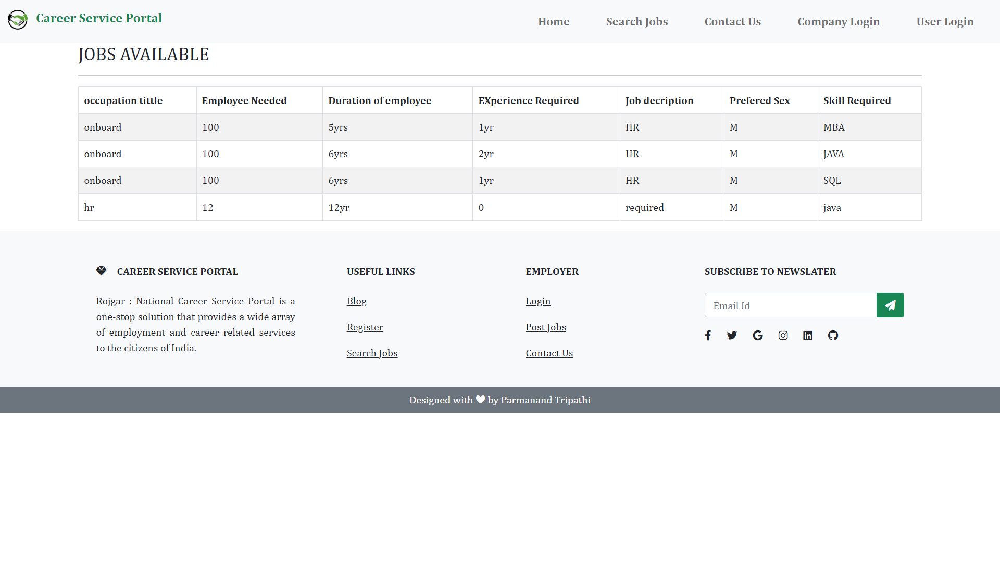 Career Service Portal
Home Search Jobs Contact Us Company Login User Login
JOBS AVAILABLE
occupation tittle Employee Needed Duration of employee EXperience Required Job decription Prefered Sex Skill Required
onboard 100 5yrs 1yr HR M MBA
onboard 100 6yrs 2yr HR M JAVA
onboard 100 6yrs 1yr HR M SQL
hr 12 12yr 0 required M java
CAREER SERVICE PORTAL
Rojgar : National Career Service Portal is a
one-stop solution that provides a wide array
of employment and career related services
to the citizens of India.
USEFUL LINKS
Blog
Register
Search Jobs
EMPLOYER
Login
Post Jobs
Contact Us
SUBSCRIBE TO NEWSLATER
Email Id
Designed with ♥ by Parmanand Tripathi